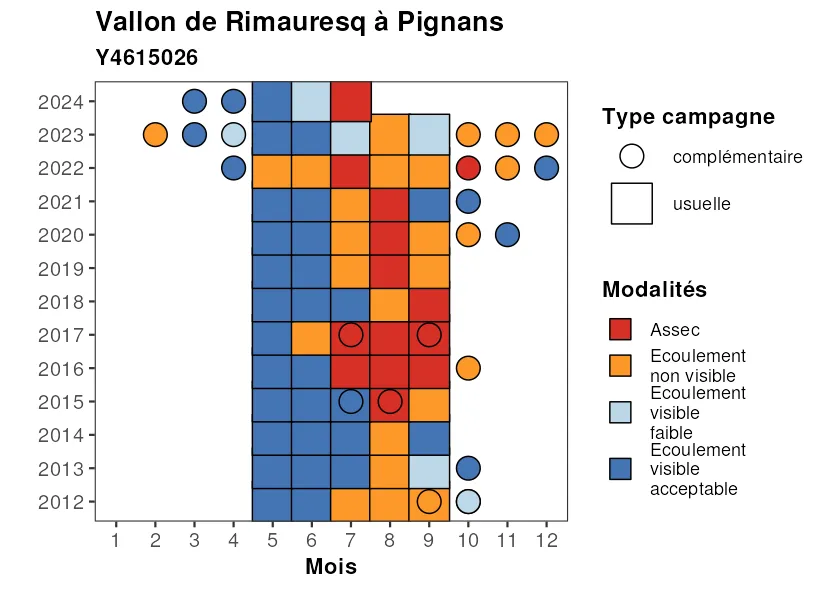 Vallon de Rimauresq à Pignans
Y4615026
2024
2023
2022
2021
2020
2019
2018
2017
2016
2015
2014
2013
2012
1 2 3 4 5 6 7 8 9 10 11 12
Mois
Type campagne
complémentaire
usuelle
Modalités
Assec
Ecoulement
non visible
Ecoulement
visible
faible
Ecoulement
visible
acceptable